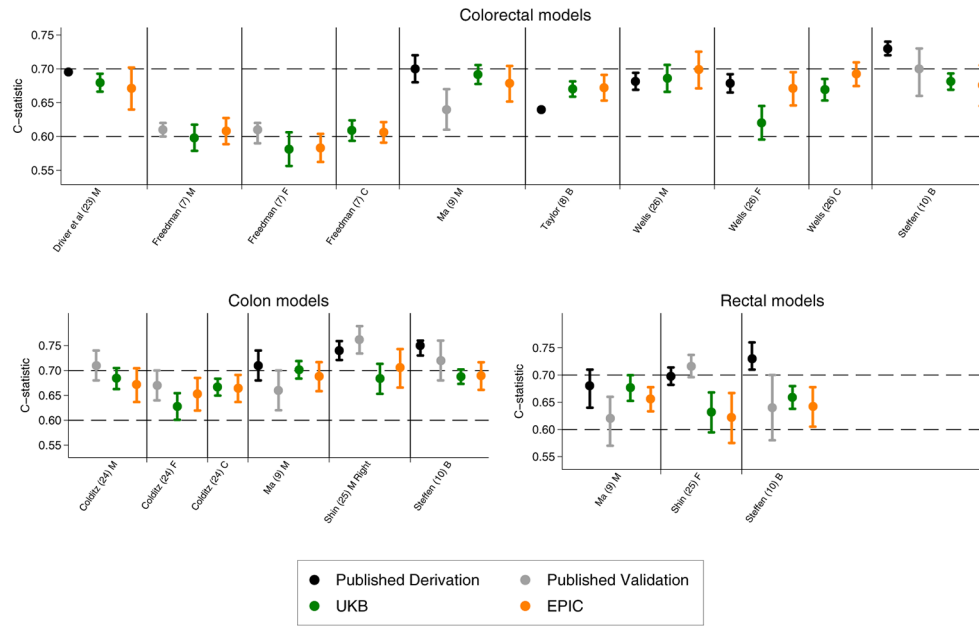 Colorectal models
C-statistic
0.75
0.70
0.65
0.60
0.55
Driver et al (23) M
Freedman (7) M
Freedman (7) F
Freedman (7) C
Ma (9) M
Taylor (8) B
Wells (26) M
Wells (26) F
Wells (26) C
Steffen (10) B
Colon models
C-statistic
0.75
0.70
0.65
0.60
0.55
Colditz (24) M
Colditz (24) F
Colditz (24) C
Ma (9) M
Shin (25) M Right
Steffen (10) B
Rectal models
C-statistic
0.75
0.70
0.65
0.60
0.55
Ma (9) M
Shin (25) F
Steffen (10) B
Published Derivation
Published Validation
UKB
EPIC